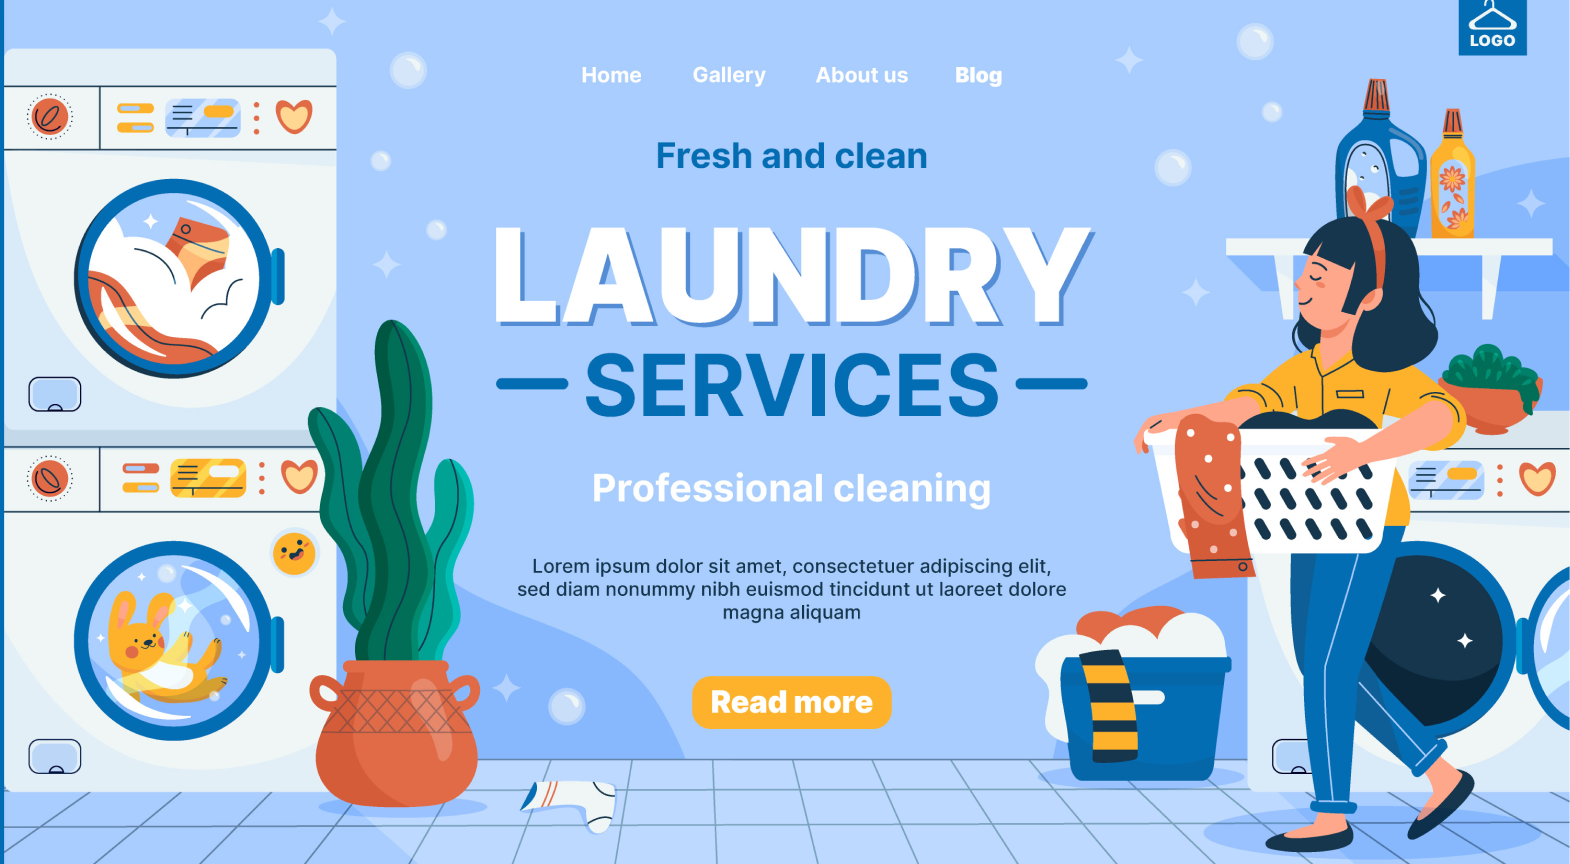 LOGO
Home Gallery About us Blog
Fresh and clean
LAUNDRY
SERVICES
Professional cleaning
Lorem ipsum dolor sit amet, consectetuer adipiscing elit,
sed diam nonummy nibh euismod tincidunt ut laoreet dolore
magna aliquam
Read more